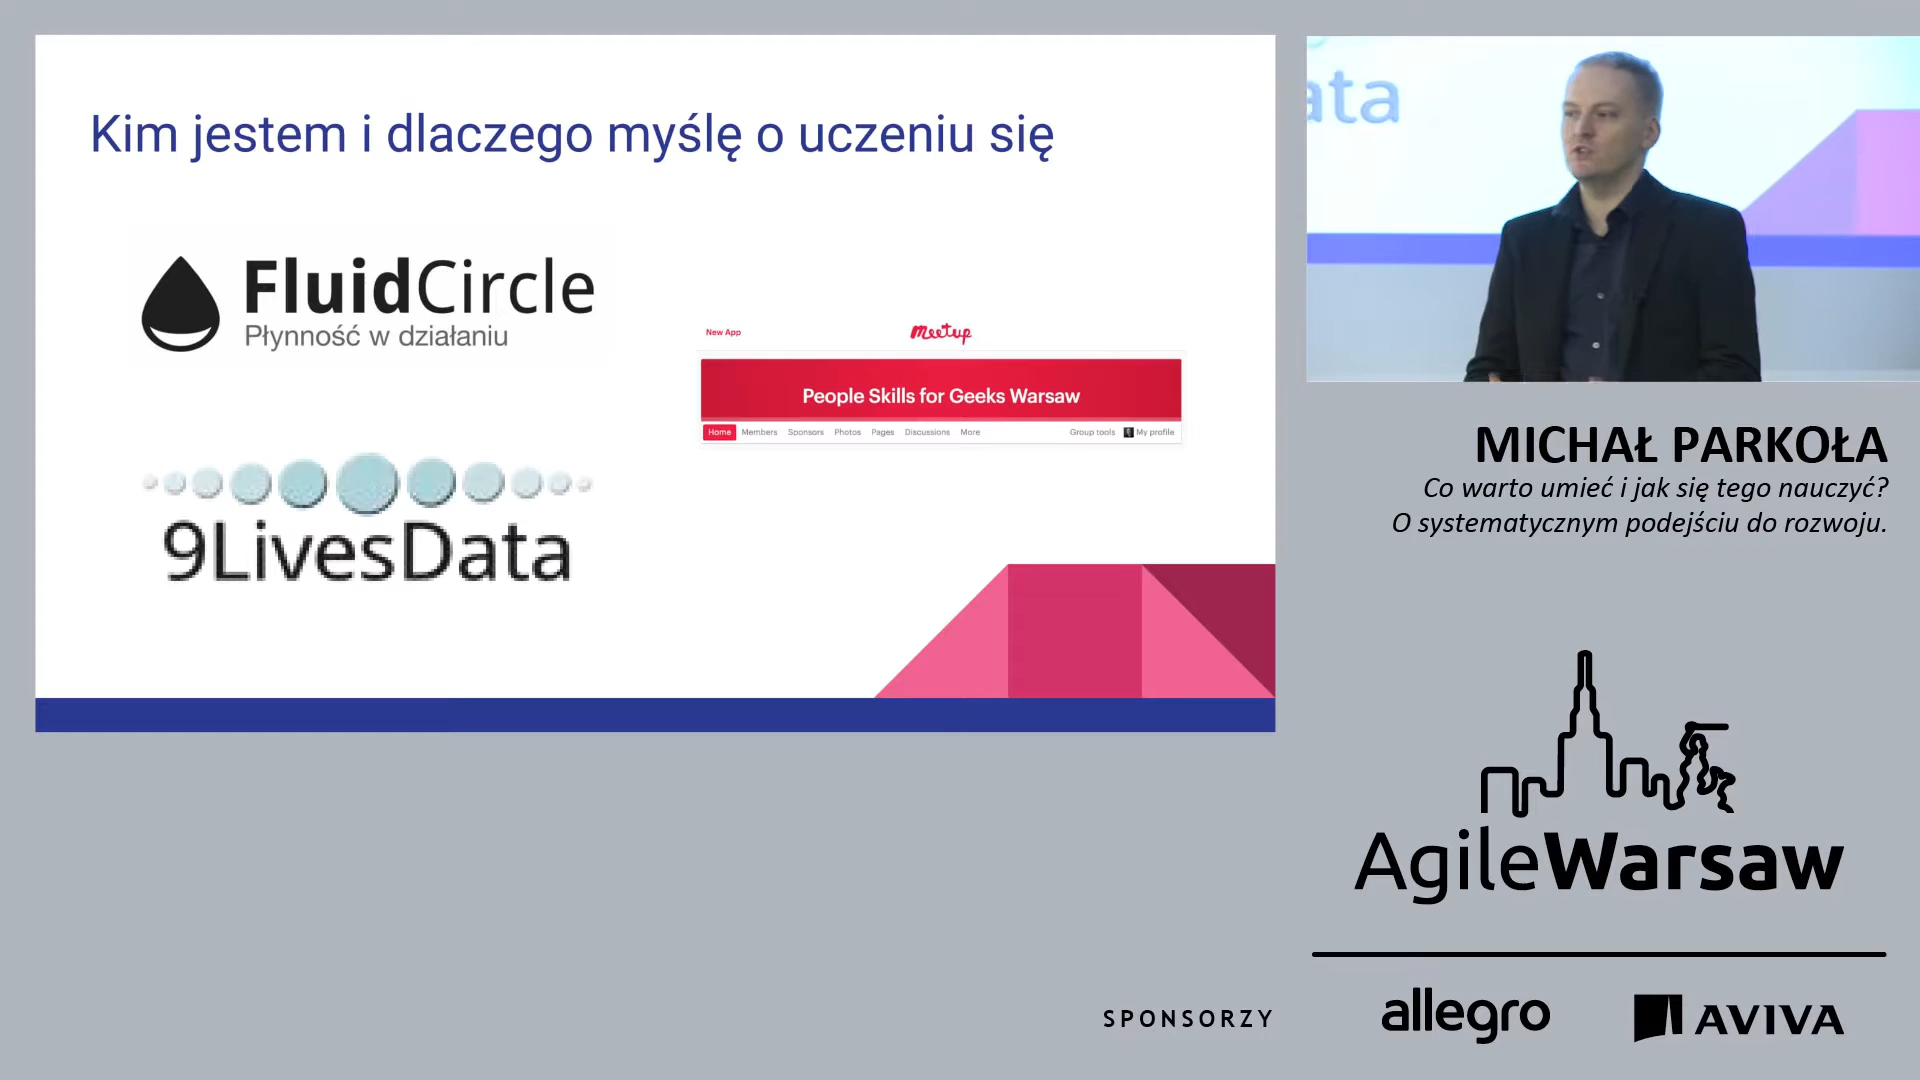 Kim jestem i dlaczego myślę o uczeniu się
FluidCircle
Płynność w działaniu
9LivesData
New App
Meetup
People Skills for Geeks Warsaw
Home Members Sponsors Photos Pages Discussions More Group tools My profile
ata
MICHAŁ PARKOŁA
Co warto umieć i jak się tego nauczyć?
O systematycznym podejściu do rozwoju.
AgileWarsaw
SPONSORZY
allegro
AVIVA